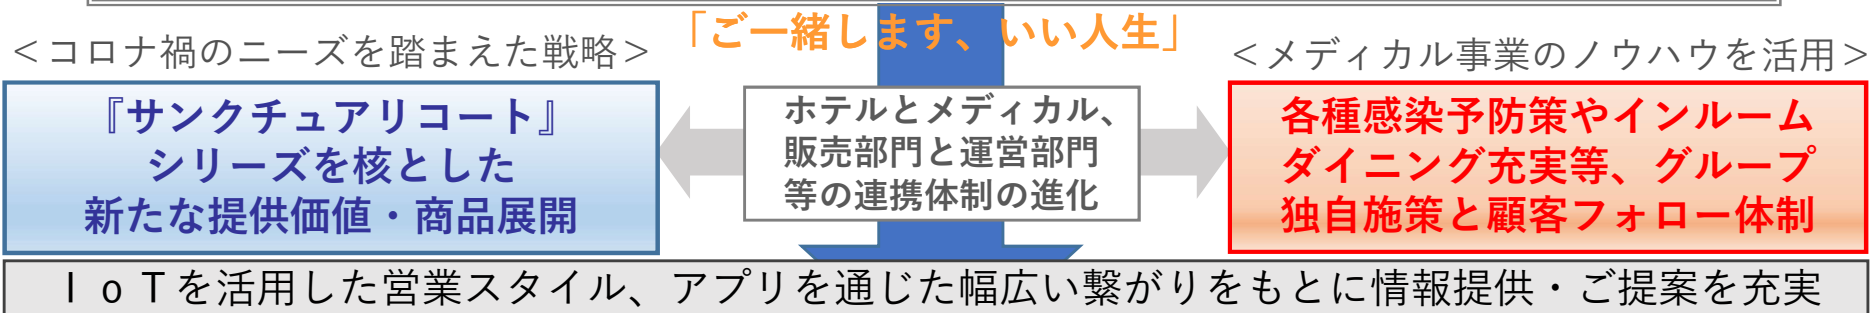 「ご一緒します、いい人生」
＜コロナ禍のニーズを踏まえた戦略＞
『サンクチュアリコート』
シリーズを核とした
新たな提供価値・商品展開
ホテルとメディカル、
販売部門と運営部門
等の連携体制の進化
＜メディカル事業のノウハウを活用＞
各種感染予防策やインルーム
ダイニング充実等、グループ
独自施策と顧客フォロー体制
ＩｏＴを活用した営業スタイル、アプリを通じた幅広い繋がりをもとに情報提供・ご提案を充実